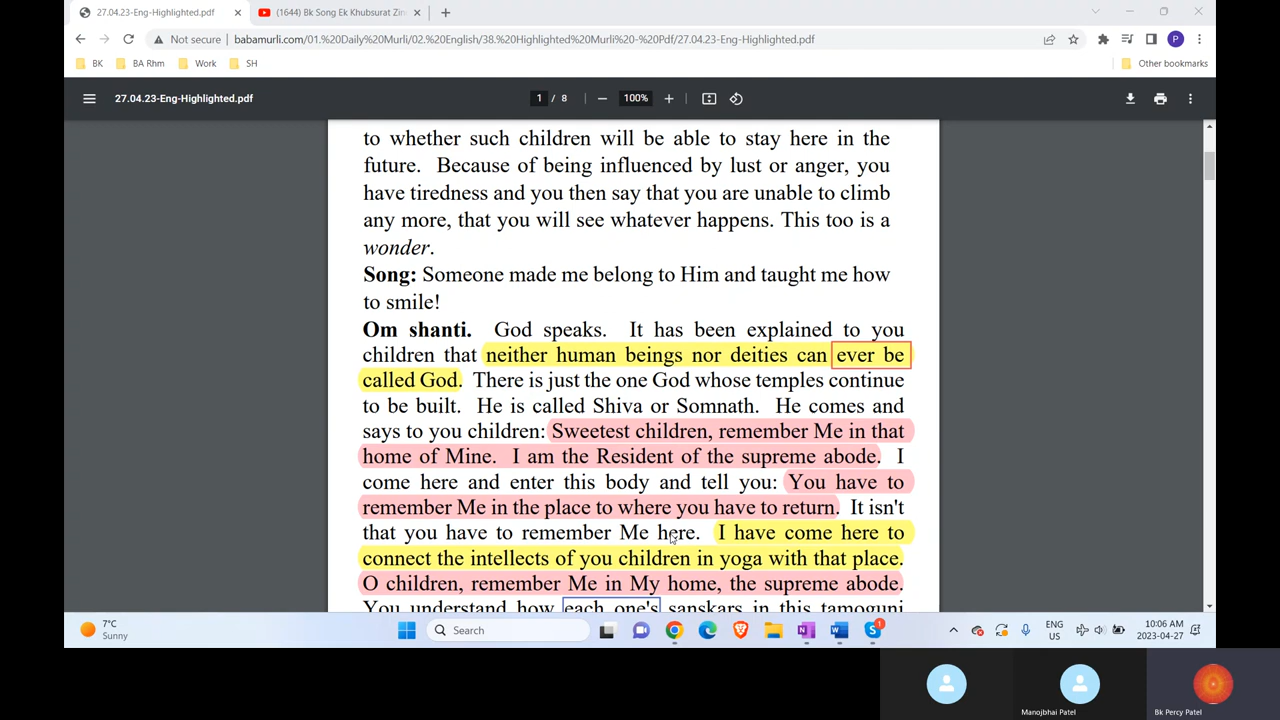 27.04.23-Eng-Highlighted.pdf
(1644) Bk Song Ek Khubsurat Zin
Not secure
babamurli.com/01.%20Daily%20Murli/02.%20English/38.%20Highlighted%20Murli%20-%20Pdf/27.04.23-Eng-Highlighted.pdf
P
BK
BA Rhm
Work
SH
Other bookmarks
27.04.23-Eng-Highlighted.pdf
1 / 8
100%
to whether such children will be able to stay here in the
future. Because of being influenced by lust or anger, you
have tiredness and you then say that you are unable to climb
any more, that you will see whatever happens. This too is a
wonder.
Song: Someone made me belong to Him and taught me how
to smile!
Om shanti. God speaks. It has been explained to you
children that neither human beings nor deities can ever be
called God. There is just the one God whose temples continue
to be built. He is called Shiva or Somnath. He comes and
says to you children: Sweetest children, remember Me in that
home of Mine. I am the Resident of the supreme abode. I
come here and enter this body and tell you: You have to
remember Me in the place to where you have to return. It isn't
that you have to remember Me here. I have come here to
connect the intellects of you children in yoga with that place.
O children, remember Me in My home, the supreme abode.
You understand how each one's sanskars in this tamoguni
7°C
Sunny
Search
1
ENG
US
10:06 AM
2023-04-27
Manojbhai Patel
Bk Percy Patel